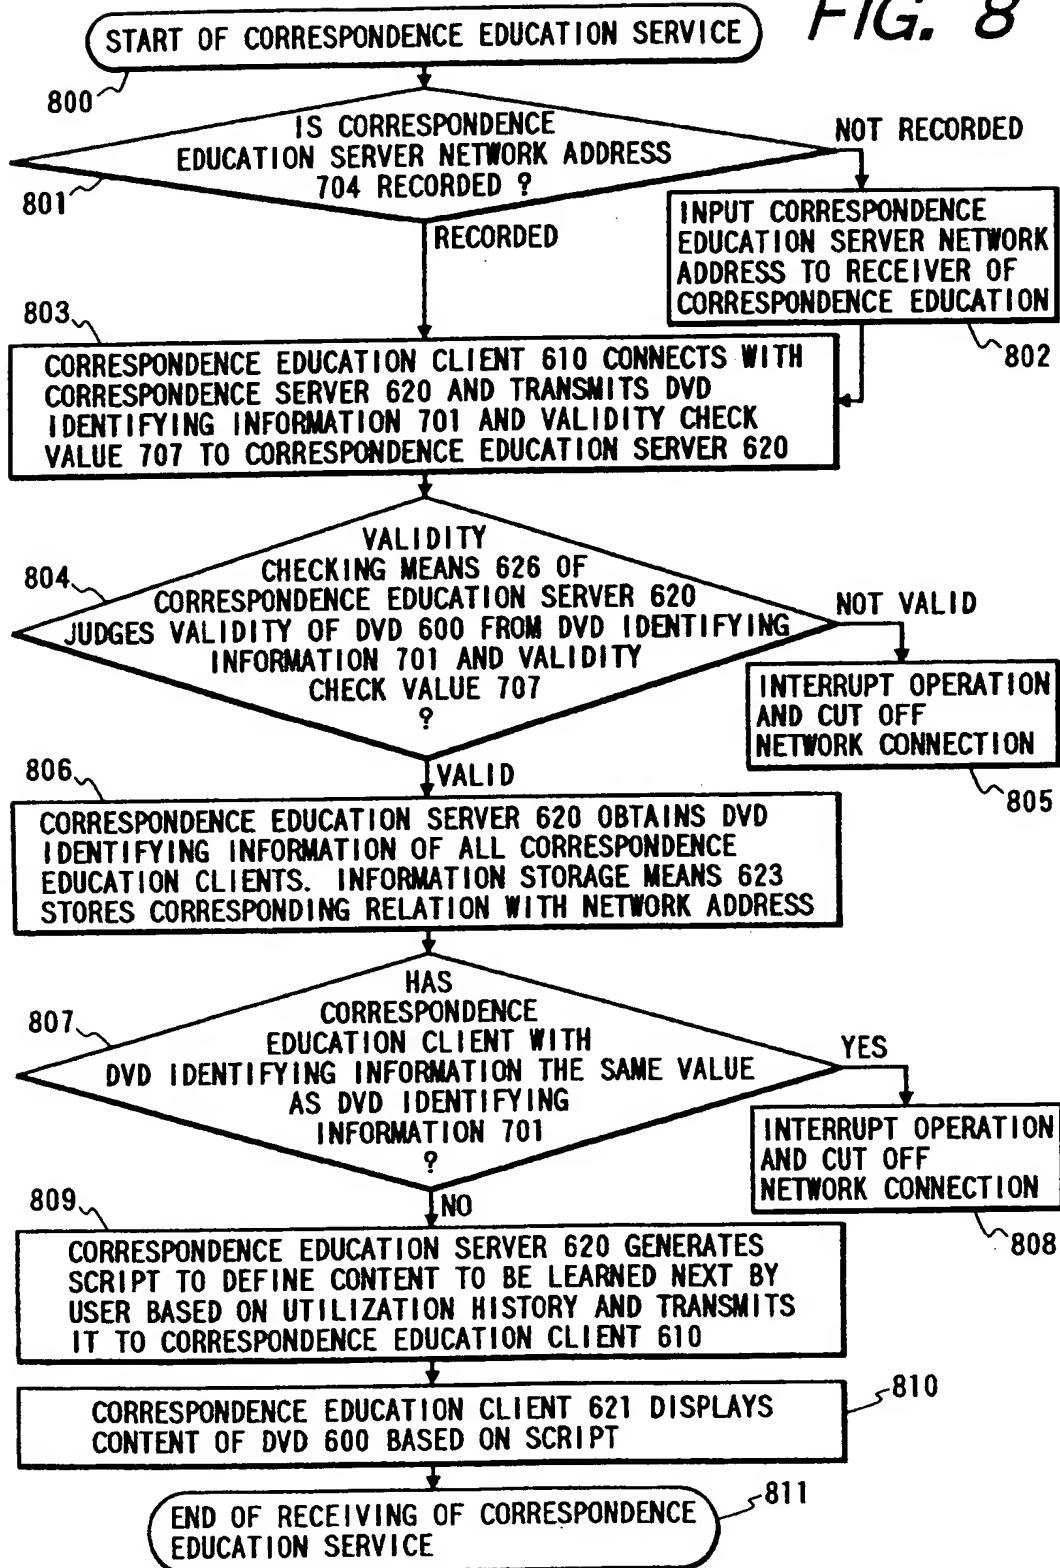 FIG. 8
START OF CORRESPONDENCE EDUCATION SERVICE
800
IS CORRESPONDENCE
EDUCATION SERVER NETWORK ADDRESS
704 RECORDED ?
801
NOT RECORDED
RECORDED
INPUT CORRESPONDENCE
EDUCATION SERVER NETWORK
ADDRESS TO RECEIVER OF
CORRESPONDENCE EDUCATION
802
803
CORRESPONDENCE EDUCATION CLIENT 610 CONNECTS WITH
CORRESPONDENCE SERVER 620 AND TRANSMITS DVD
IDENTIFYING INFORMATION 701 AND VALIDITY CHECK
VALUE 707 TO CORRESPONDENCE EDUCATION SERVER 620
804
VALIDITY
CHECKING MEANS 626 OF
CORRESPONDENCE EDUCATION SERVER 620
JUDGES VALIDITY OF DVD 600 FROM DVD IDENTIFYING
INFORMATION 701 AND VALIDITY
CHECK VALUE 707
?
NOT VALID
INTERRUPT OPERATION
AND CUT OFF
NETWORK CONNECTION
805
VALID
806
CORRESPONDENCE EDUCATION SERVER 620 OBTAINS DVD
IDENTIFYING INFORMATION OF ALL CORRESPONDENCE
EDUCATION CLIENTS. INFORMATION STORAGE MEANS 623
STORES CORRESPONDING RELATION WITH NETWORK ADDRESS
807
HAS
CORRESPONDENCE
EDUCATION CLIENT WITH
DVD IDENTIFYING INFORMATION THE SAME VALUE
AS DVD IDENTIFYING
INFORMATION 701
?
YES
INTERRUPT OPERATION
AND CUT OFF
NETWORK CONNECTION
808
NO
809
CORRESPONDENCE EDUCATION SERVER 620 GENERATES
SCRIPT TO DEFINE CONTENT TO BE LEARNED NEXT BY
USER BASED ON UTILIZATION HISTORY AND TRANSMITS
IT TO CORRESPONDENCE EDUCATION CLIENT 610
810
CORRESPONDENCE EDUCATION CLIENT 621 DISPLAYS
CONTENT OF DVD 600 BASED ON SCRIPT
811
END OF RECEIVING OF CORRESPONDENCE
EDUCATION SERVICE